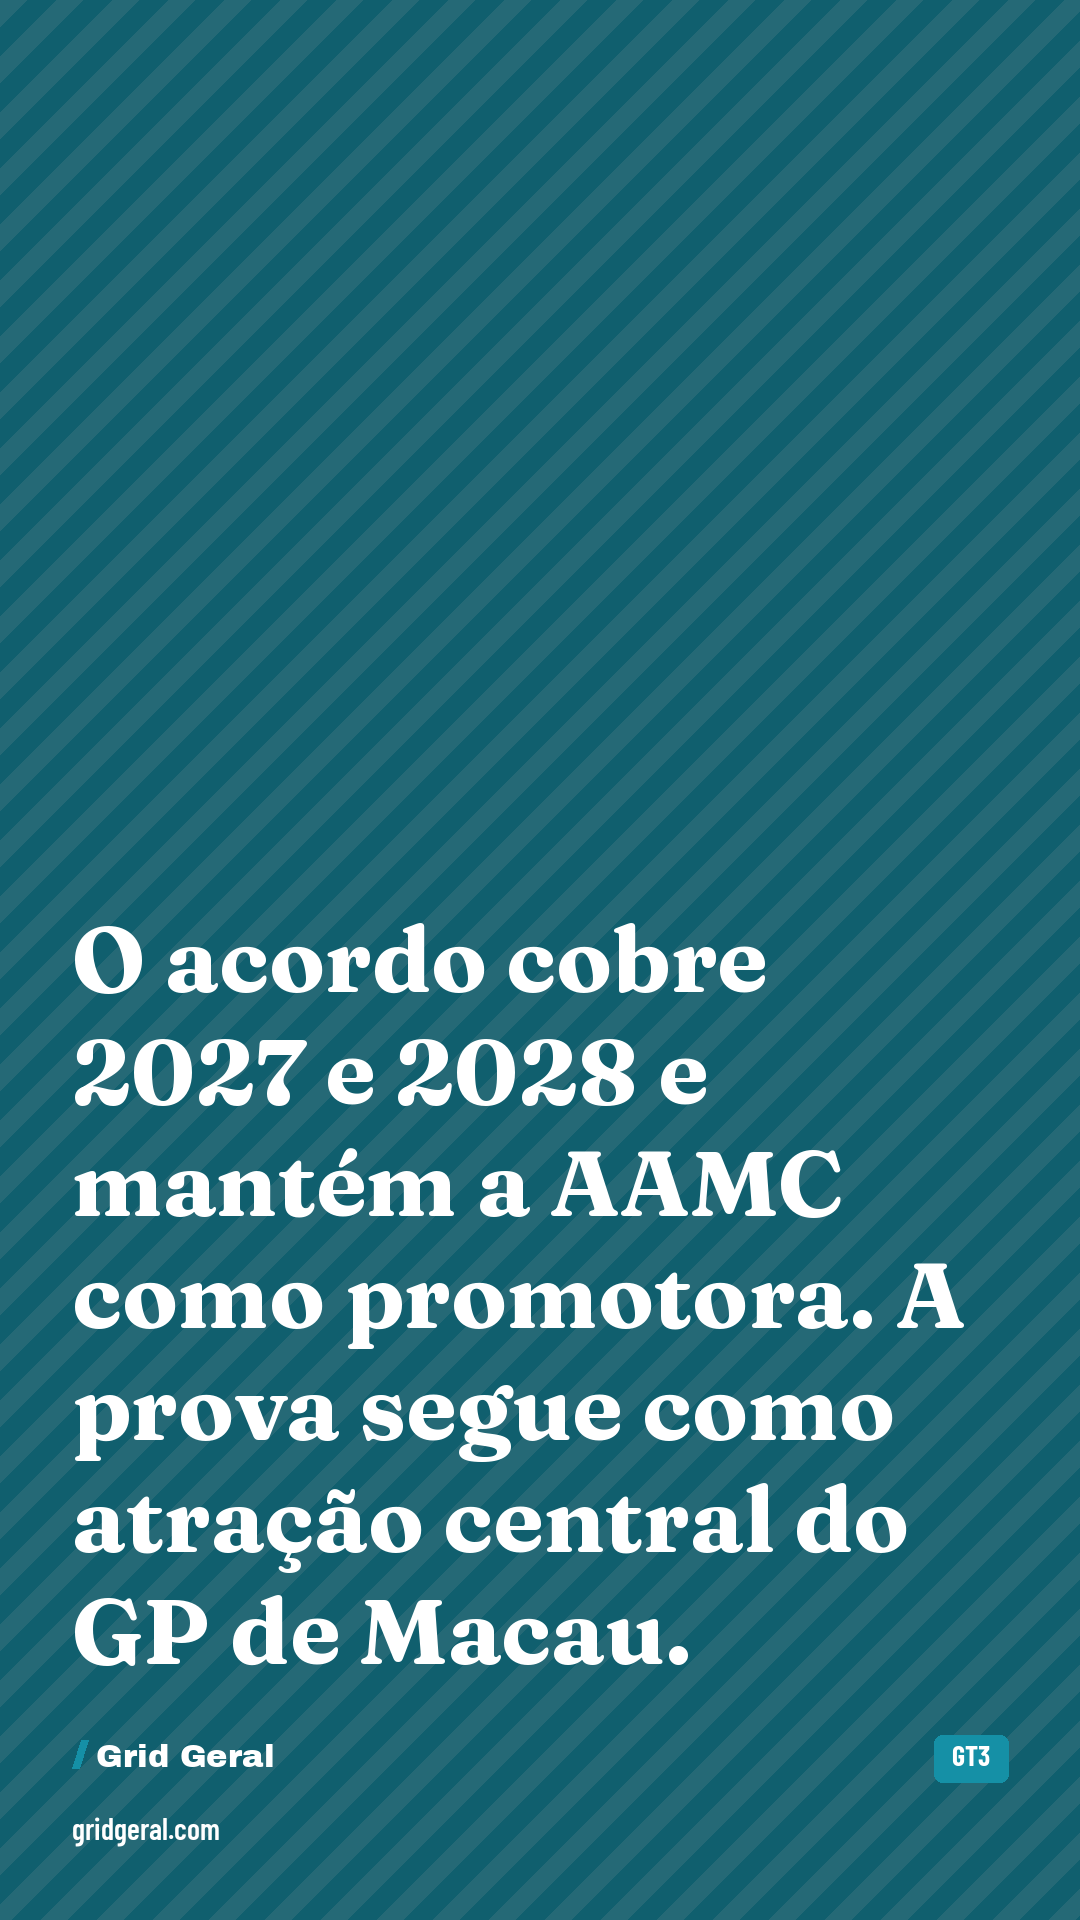 O acordo cobre
2027 e 2028 e
mantém a AAMC
como promotora. A
prova segue como
atração central do
GP de Macau.
Grid Geral
GT3
gridgeral.com